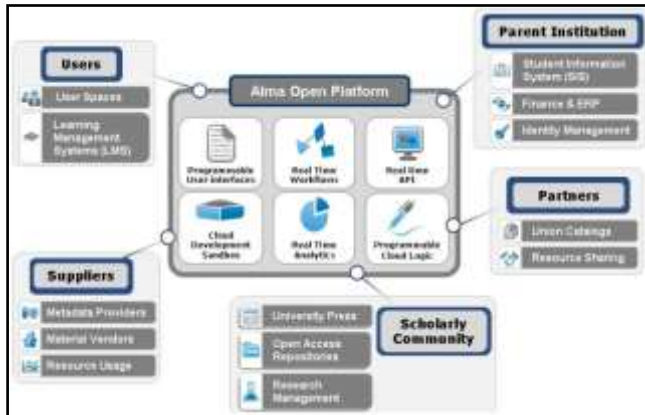 Users
User Spaces
Learning
Management
Systems (LMS)
Alma Open Platform
Programmable
User Interfaces
Real Time
Workflows
Real time
API
Cloud
Development
Sandbox
Real Time
Analytics
Programmable
Cloud Logic
Parent Institution
Student Information
System (SIS)
Finance & ERP
Identity Management
Partners
Union Catalogs
Resource Sharing
Suppliers
Metadata Providers
Material Vendors
Resource Usage
University Press
Open Access
Repositories
Research
Management
Scholarly
Community